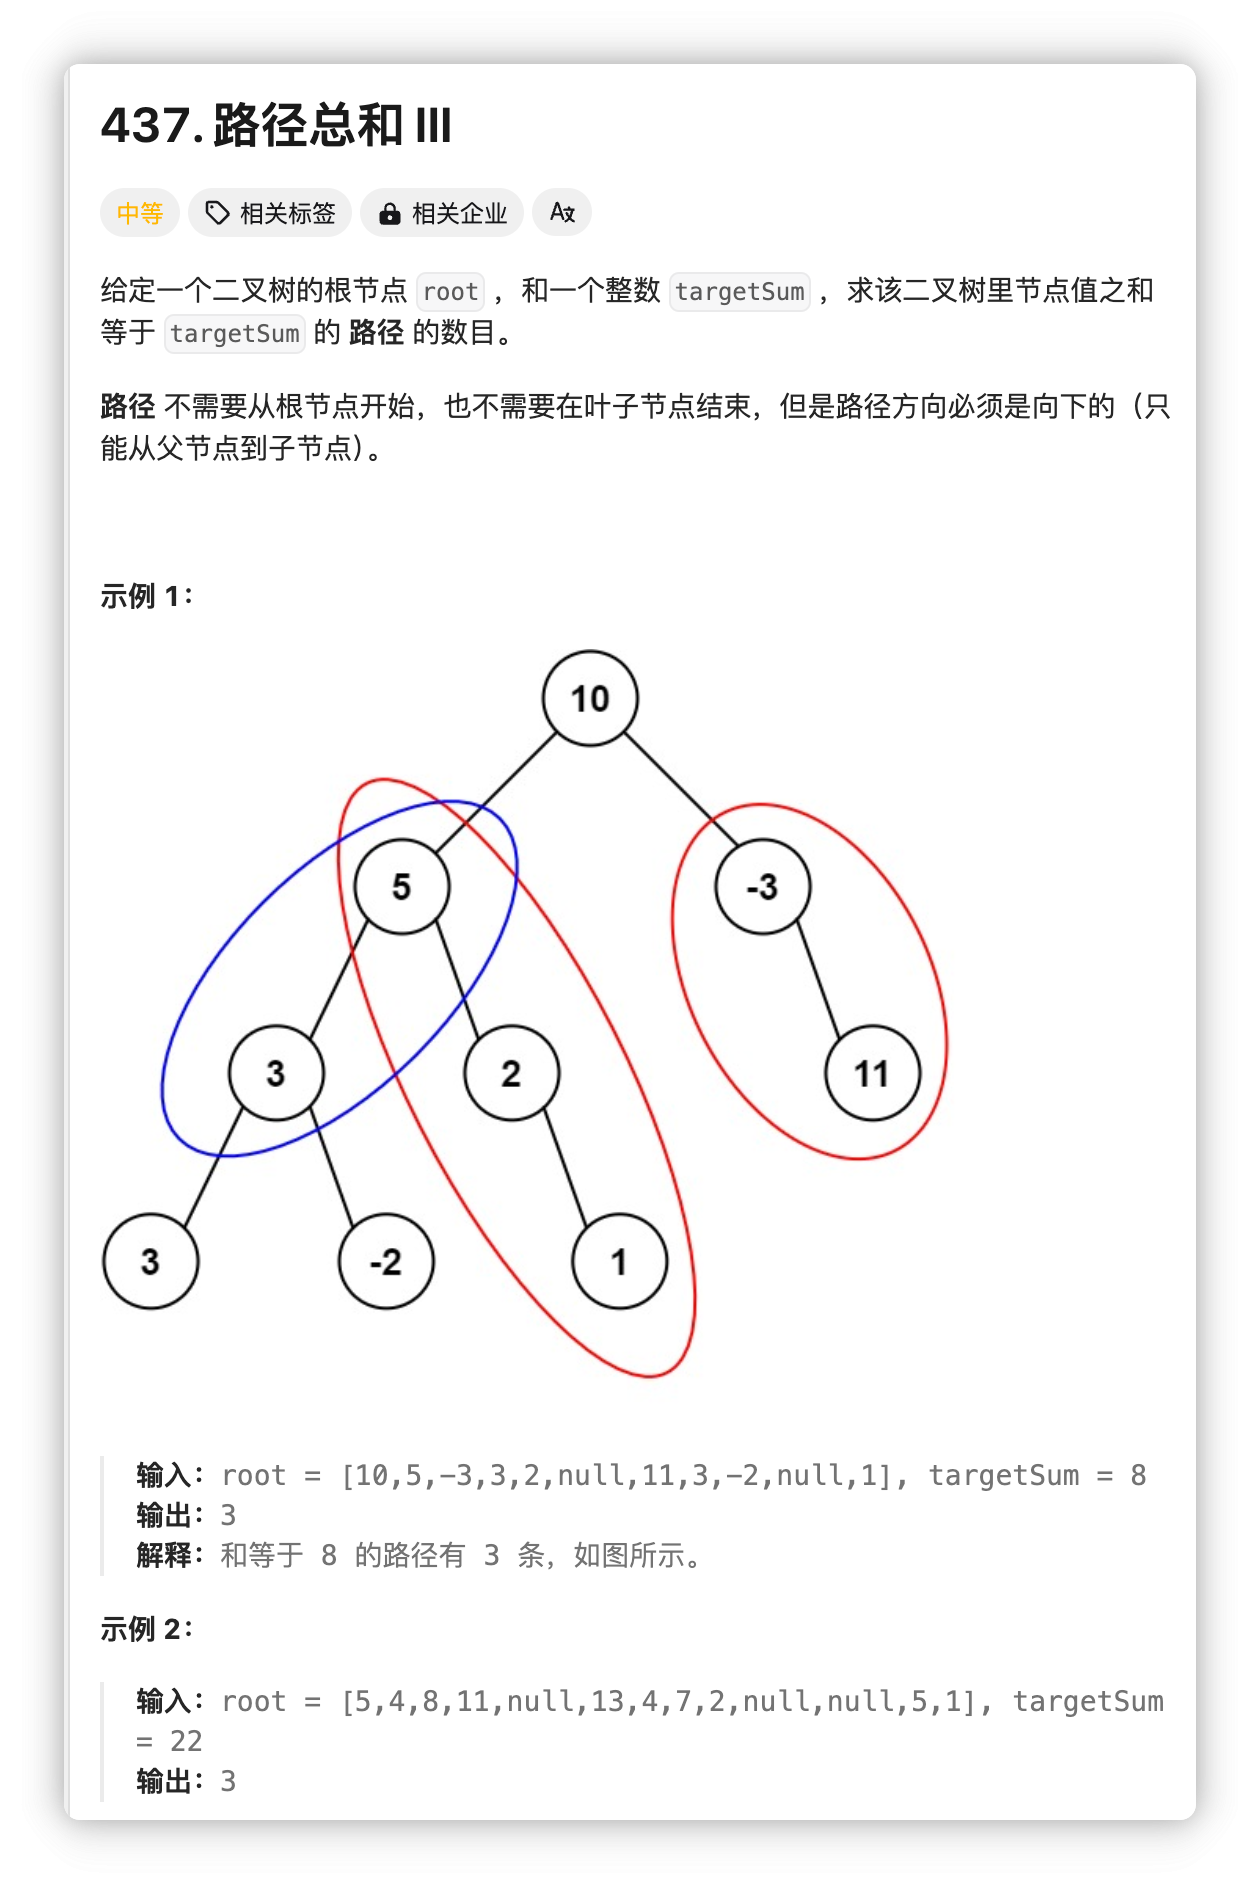 437. 路径总和 III
中等 相关标签 相关企业 A文
给定一个二叉树的根节点 root ，和一个整数 targetSum ，求该二叉树里节点值之和
等于 targetSum 的 路径 的数目。
路径 不需要从根节点开始，也不需要在叶子节点结束，但是路径方向必须是向下的（只
能从父节点到子节点）。
示例 1：
10
5 -3
3 2 11
3 -2 1
输入：root = [10,5,-3,3,2,null,11,3,-2,null,1], targetSum = 8
输出：3
解释：和等于 8 的路径有 3 条，如图所示。
示例 2：
输入：root = [5,4,8,11,null,13,4,7,2,null,null,5,1], targetSum
= 22
输出：3